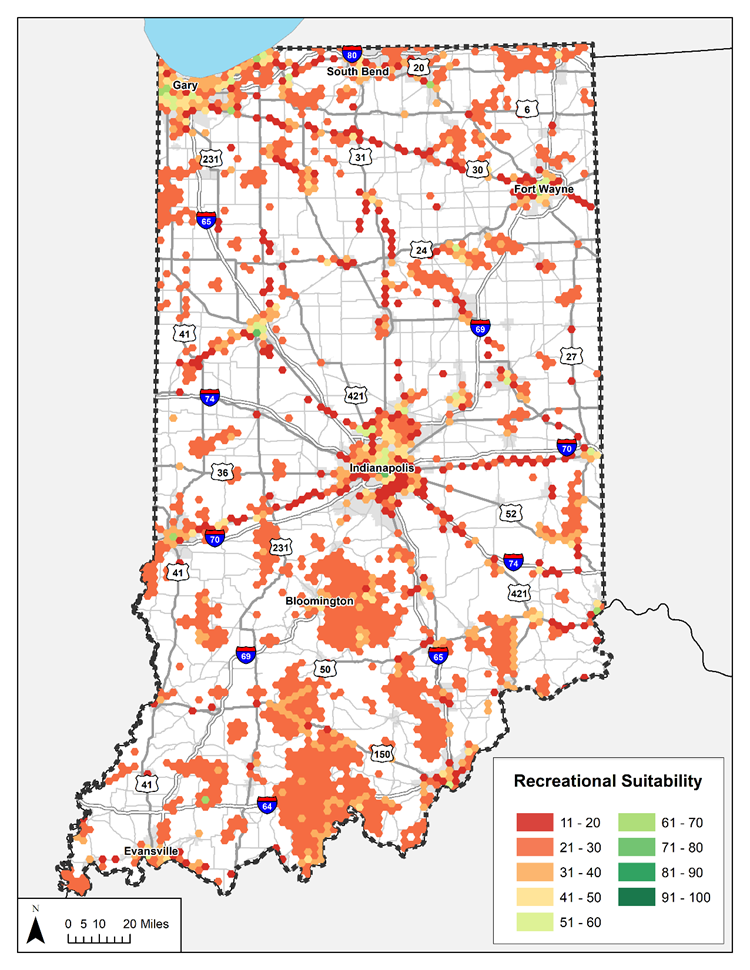 80
South Bend
20
Gary
6
231
31
30
Fort Wayne
65
24
41
69
27
421
74
70
Indianapolis
36
52
70
231
74
41
421
Bloomington
69
65
50
150
41
64
Evansville
Recreational Suitability
11 - 20
61 - 70
21 - 30
71 - 80
31 - 40
81 - 90
41 - 50
91 - 100
51 - 60
N
0 5 10 20 Miles